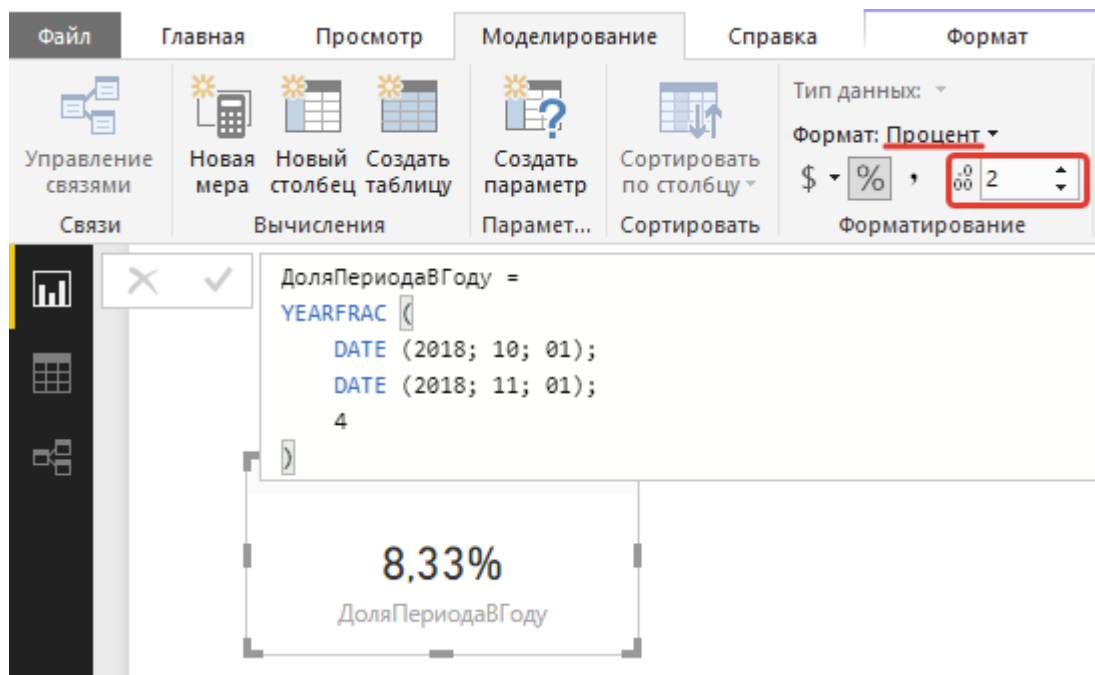 Файл Главная Просмотр Моделирование Справка Формат
Управление связями
Связи
Новая мера
Новый столбец
Создать таблицу
Вычисления
Создать параметр
Парамет...
Сортировать по столбцу
Сортировать
Тип данных:
Формат: Процент
$ % , .0 00 2
Форматирование
ДоляПериодаВГоду =
YEARFRAC (
DATE (2018; 10; 01);
DATE (2018; 11; 01);
4
)
8,33%
ДоляПериодаВГоду